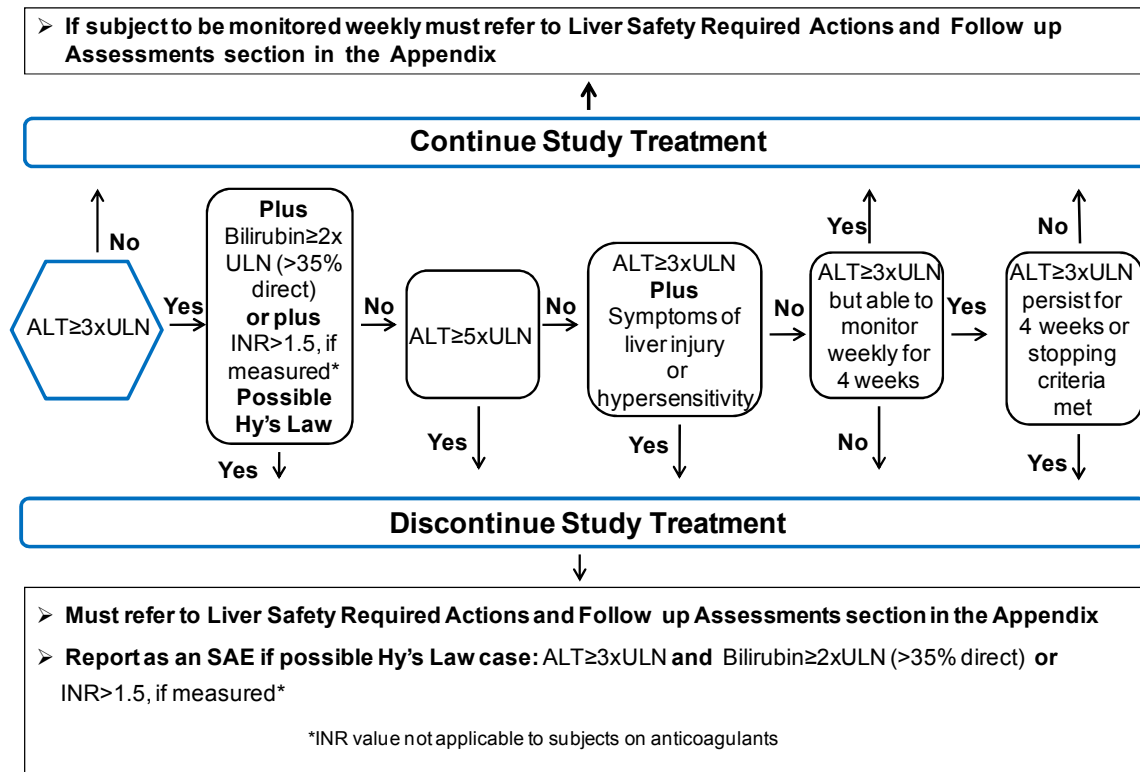 ➢ If subject to be monitored weekly must refer to Liver Safety Required Actions and Follow up
Assessments section in the Appendix
Continue Study Treatment
No
ALT≥3xULN
Yes
Plus
Bilirubin≥2x
ULN (>35%
direct)
or plus
INR>1.5, if
measured*
Possible
Hy's Law
Yes
No
ALT≥5xULN
Yes
No
ALT≥3xULN
Plus
Symptoms of
liver injury
or
hypersensitivity
Yes
No
Yes
ALT≥3xULN
but able to
monitor
weekly for
4 weeks
No
Yes
No
ALT≥3xULN
persist for
4 weeks or
stopping
criteria
met
Yes
Discontinue Study Treatment
➢ Must refer to Liver Safety Required Actions and Follow up Assessments section in the Appendix
➢ Report as an SAE if possible Hy's Law case: ALT≥3xULN and Bilirubin≥2xULN (>35% direct) or
INR>1.5, if measured*
*INR value not applicable to subjects on anticoagulants